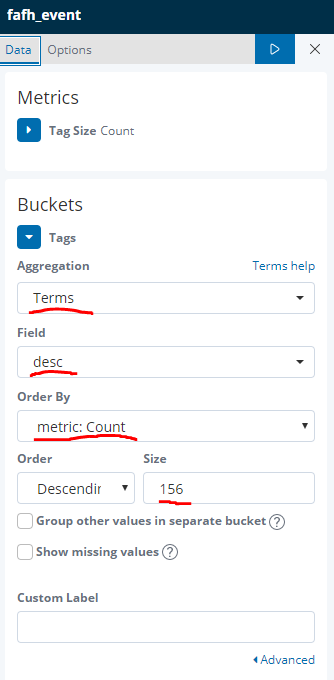 fafh_event
Data Options
Metrics
Tag Size Count
Buckets
Tags
Aggregation Terms help
Terms
Field
desc
Order By
metric: Count
Order Size
Descendin 156
Group other values in separate bucket ?
Show missing values ?
Custom Label
Advanced